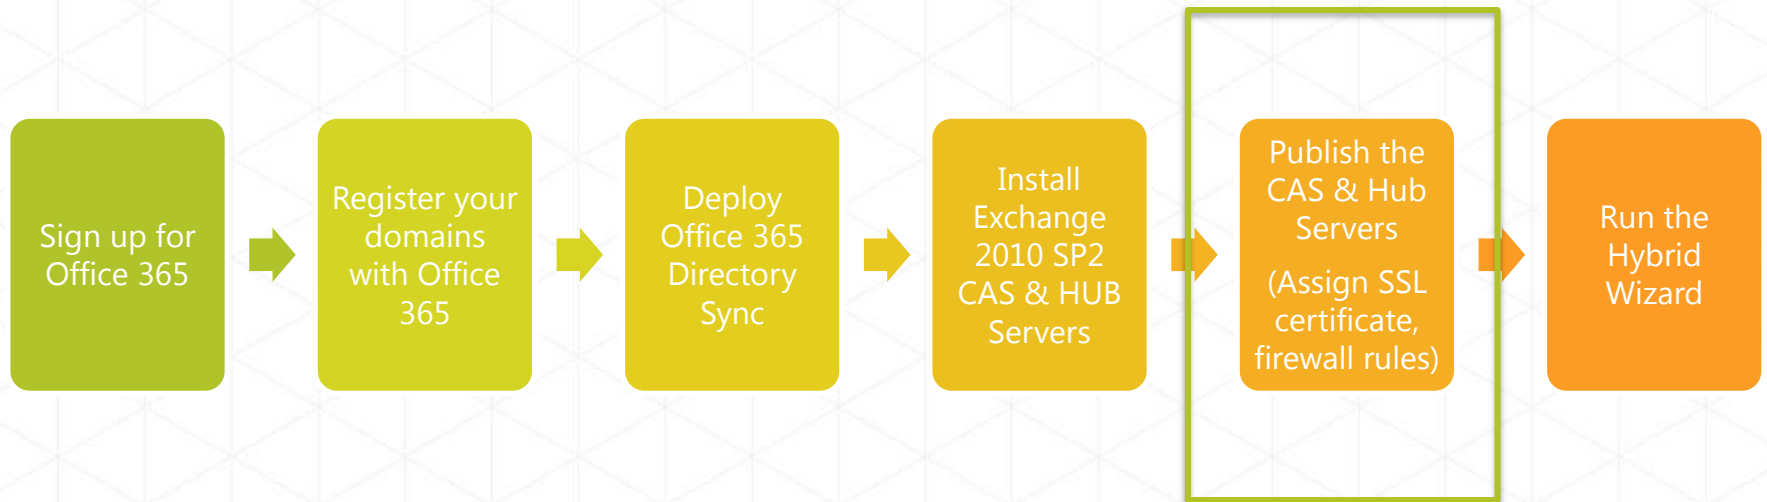 Sign up for
Office 365
Register your
domains
with Office
365
Deploy
Office 365
Directory
Sync
Install
Exchange
2010 SP2
CAS & HUB
Servers
Publish the
CAS & Hub
Servers
(Assign SSL
certificate,
firewall rules)
Run the
Hybrid
Wizard